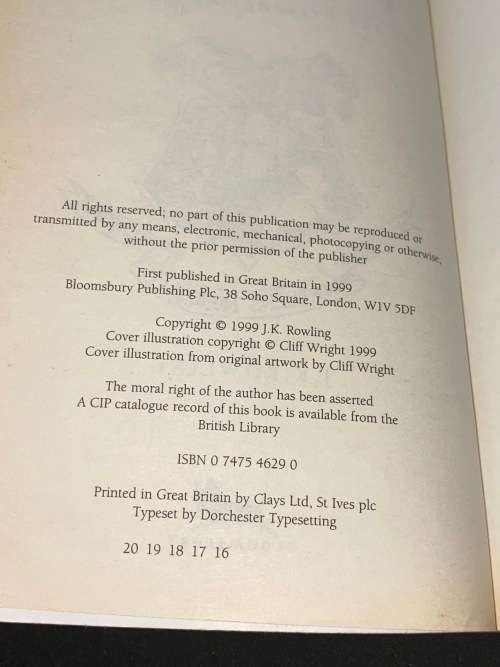 All rights reserved; no part of this publication may be reproduced or
transmitted by any means, electronic, mechanical, photocopying or otherwise,
without the prior permission of the publisher
First published in Great Britain in 1999
Bloomsbury Publishing Plc, 38 Soho Square, London, W1V 5DF
Copyright © 1999 J.K. Rowling
Cover illustration copyright © Cliff Wright 1999
Cover illustration from original artwork by Cliff Wright
The moral right of the author has been asserted
A CIP catalogue record of this book is available from the
British Library
ISBN 0 7475 4629 0
Printed in Great Britain by Clays Ltd, St Ives plc
Typeset by Dorchester Typesetting
20 19 18 17 16